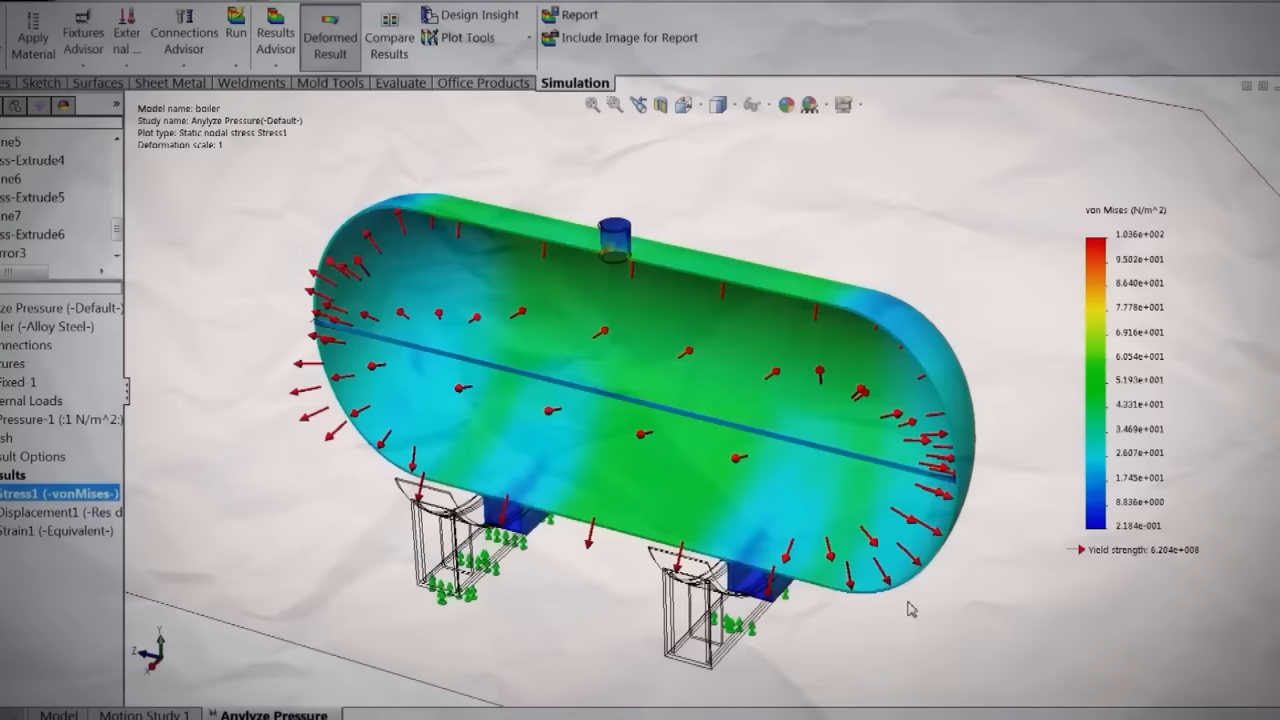 Apply
Material
Fixtures
Advisor
Exter
nal ...
Connections
Advisor
Run
Results
Advisor
Deformed
Result
Compare
Results
Design Insight
Plot Tools
Report
Include Image for Report
es Sketch Surfaces Sheet Metal Weldments Mold Tools Evaluate Office Products Simulation
Model name: boiler
Study name: Anylyze Pressure(-Default-)
Plot type: Static nodal stress Stress1
Deformation scale: 1
ne5
ss-Extrude4
ne6
ss-Extrude5
ne7
ss-Extrude6
rror3
ze Pressure (-Default-)
ler (-Alloy Steel-)
nnections
tures
Fixed-1
ernal Loads
Pressure-1 (:1 N/m^2:)
sh
sult Options
sults
Stress1 (-vonMises-)
Displacement1 (-Res d
Strain1 (-Equivalent-)
von Mises (N/m^2)
1.036e+002
9.502e+001
8.640e+001
7.778e+001
6.916e+001
6.054e+001
5.193e+001
4.331e+001
3.469e+001
2.607e+001
1.745e+001
8.836e+000
2.184e-001
Yield strength: 6.204e+008
Y
Z
X
Model Motion Study 1 Anylyze Pressure